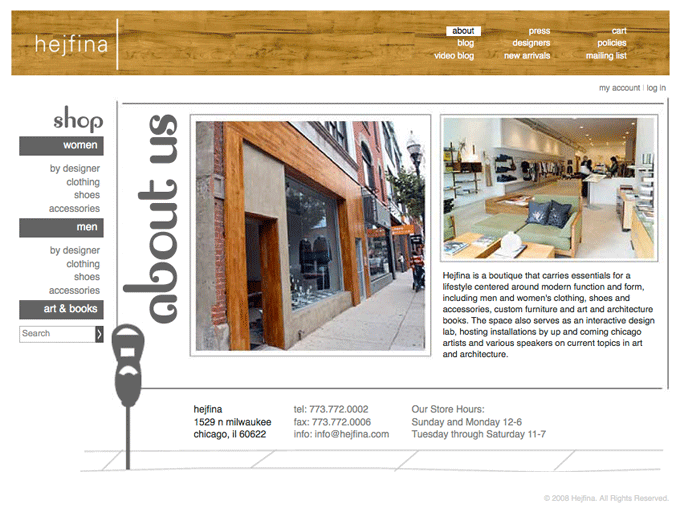 hejfina
about
blog
video blog
press
designers
new arrivals
cart
policies
mailing list
my account | log in
shop
women
by designer
clothing
shoes
accessories
men
by designer
clothing
shoes
accessories
art & books
Search
about us
Hejfina is a boutique that carries essentials for a
lifestyle centered around modern function and form,
including men and women's clothing, shoes and
accessories, custom furniture and art and architecture
books. The space also serves as an interactive design
lab, hosting installations by up and coming chicago
artists and various speakers on current topics in art
and architecture.
hejfina
1529 n milwaukee
chicago, il 60622
tel: 773.772.0002
fax: 773.772.0006
info: info@hejfina.com
Our Store Hours:
Sunday and Monday 12-6
Tuesday through Saturday 11-7
© 2008 Hejfina. All Rights Reserved.